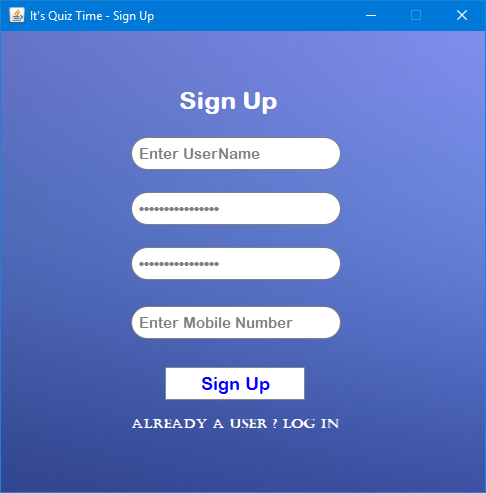 It's Quiz Time - Sign Up
Sign Up
Enter UserName
••••••••••••••••
••••••••••••••••
Enter Mobile Number
Sign Up
ALREADY A USER ? LOG IN